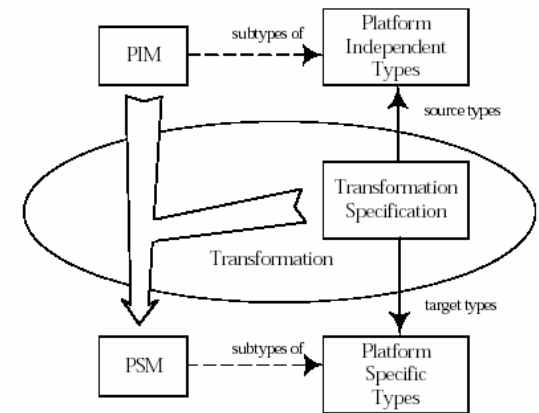 PIM
subtypes of
Platform
Independent
Types
source types
Transformation
Specification
Transformation
target types
PSM
subtypes of
Platform
Specific
Types